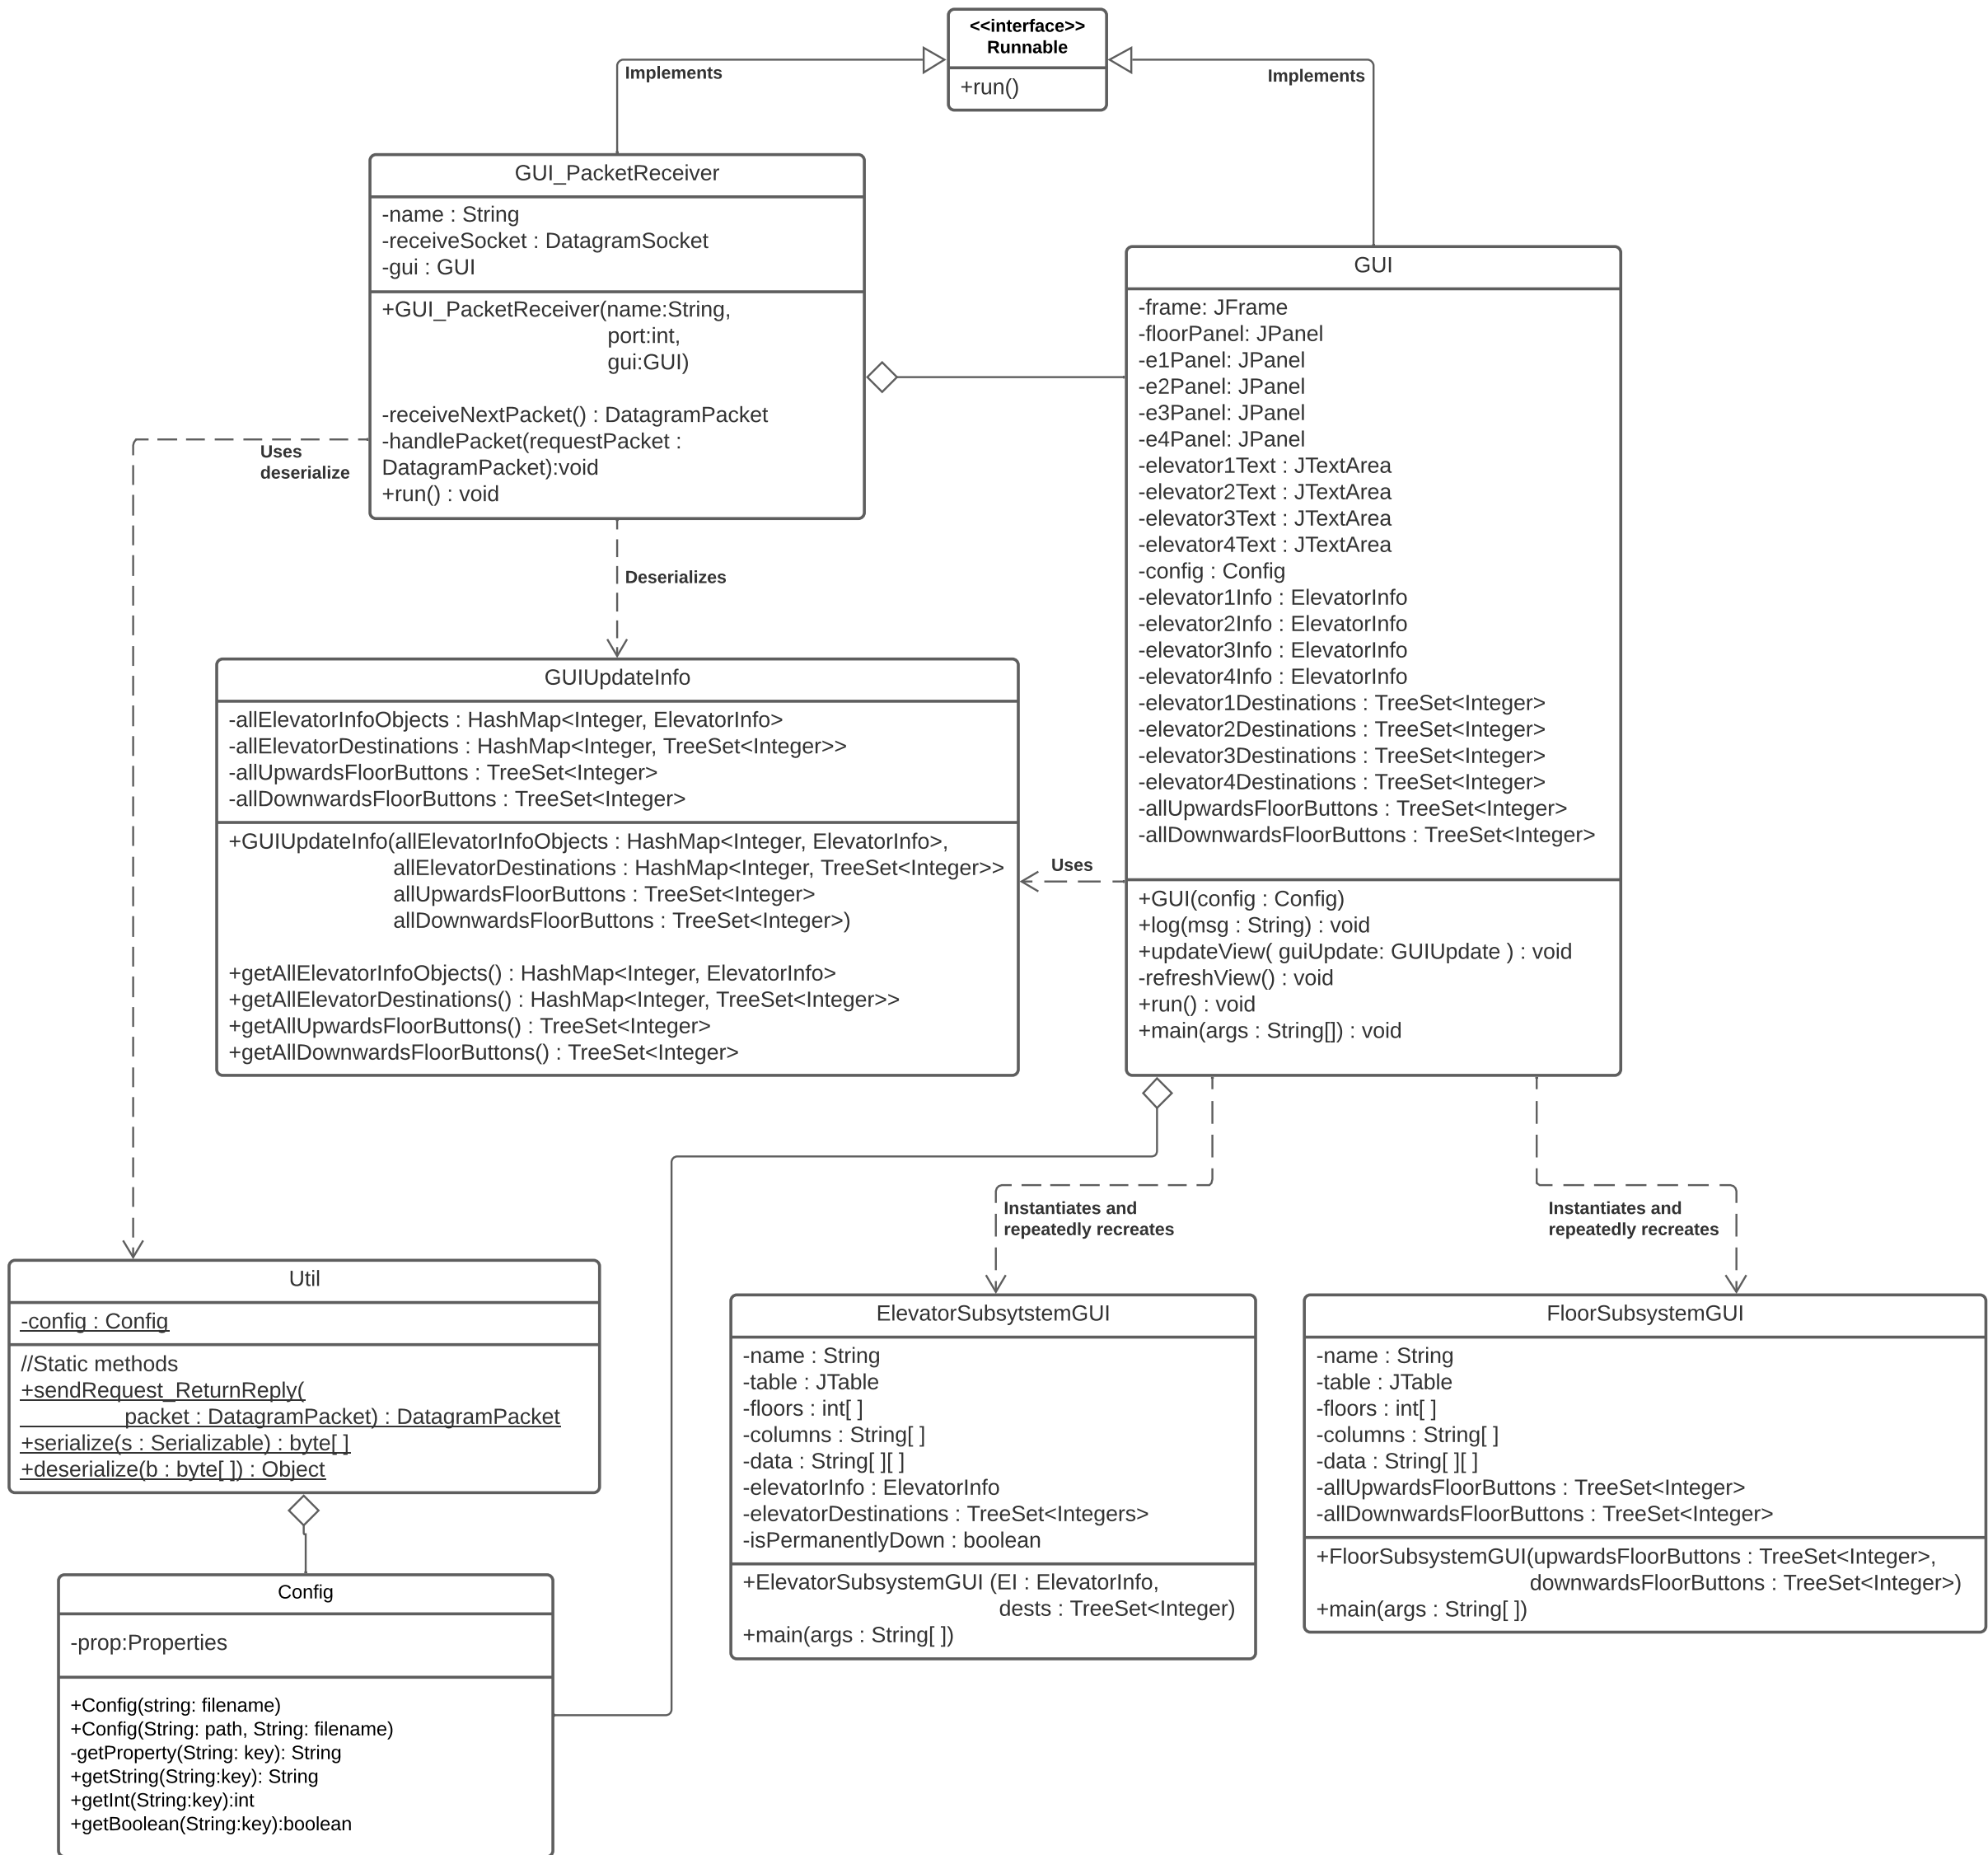 <<interface>>
Runnable
+run()
Implements
Implements
GUI_PacketReceiver
-name : String
-receiveSocket : DatagramSocket
-gui : GUI
+GUI_PacketReceiver(name:String,
port:int,
gui:GUI)
-receiveNextPacket() : DatagramPacket
-handlePacket(requestPacket :
DatagramPacket):void
+run() : void
GUI
-frame: JFrame
-floorPanel: JPanel
-e1Panel: JPanel
-e2Panel: JPanel
-e3Panel: JPanel
-e4Panel: JPanel
-elevator1Text : JTextArea
-elevator2Text : JTextArea
-elevator3Text : JTextArea
-elevator4Text : JTextArea
-config : Config
-elevator1Info : ElevatorInfo
-elevator2Info : ElevatorInfo
-elevator3Info : ElevatorInfo
-elevator4Info : ElevatorInfo
-elevator1Destinations : TreeSet<Integer>
-elevator2Destinations : TreeSet<Integer>
-elevator3Destinations : TreeSet<Integer>
-elevator4Destinations : TreeSet<Integer>
-allUpwardsFloorButtons : TreeSet<Integer>
-allDownwardsFloorButtons : TreeSet<Integer>
+GUI(config : Config)
+log(msg : String) : void
+updateView( guiUpdate: GUIUpdate ) : void
-refreshView() : void
+run() : void
+main(args : String[]) : void
Uses
deserialize
Deserializes
GUIUpdateInfo
-allElevatorInfoObjects : HashMap<Integer, ElevatorInfo>
-allElevatorDestinations : HashMap<Integer, TreeSet<Integer>>
-allUpwardsFloorButtons : TreeSet<Integer>
-allDownwardsFloorButtons : TreeSet<Integer>
+GUIUpdateInfo(allElevatorInfoObjects : HashMap<Integer, ElevatorInfo>,
allElevatorDestinations : HashMap<Integer, TreeSet<Integer>>
allUpwardsFloorButtons : TreeSet<Integer>
allDownwardsFloorButtons : TreeSet<Integer>)
+getAllElevatorInfoObjects() : HashMap<Integer, ElevatorInfo>
+getAllElevatorDestinations() : HashMap<Integer, TreeSet<Integer>>
+getAllUpwardsFloorButtons() : TreeSet<Integer>
+getAllDownwardsFloorButtons() : TreeSet<Integer>
Uses
Instantiates and
repeatedly recreates
Instantiates and
repeatedly recreates
Util
-config : Config
//Static methods
+sendRequest_ReturnReply(
packet : DatagramPacket) : DatagramPacket
+serialize(s : Serializable) : byte[ ]
+deserialize(b : byte[ ]) : Object
ElevatorSubsytstemGUI
-name : String
-table : JTable
-floors : int[ ]
-columns : String[ ]
-data : String[ ][ ]
-elevatorInfo : ElevatorInfo
-elevatorDestinations : TreeSet<Integers>
-isPermanentlyDown : boolean
+ElevatorSubsystemGUI (EI : ElevatorInfo,
dests : TreeSet<Integer)
+main(args : String[ ])
FloorSubsystemGUI
-name : String
-table : JTable
-floors : int[ ]
-columns : String[ ]
-data : String[ ][ ]
-allUpwardsFloorButtons : TreeSet<Integer>
-allDownwardsFloorButtons : TreeSet<Integer>
+FloorSubsystemGUI(upwardsFloorButtons : TreeSet<Integer>,
downwardsFloorButtons : TreeSet<Integer>)
+main(args : String[ ])
Config
-prop:Properties
+Config(string: filename)
+Config(String: path, String: filename)
-getProperty(String: key): String
+getString(String:key): String
+getInt(String:key):int
+getBoolean(String:key):boolean